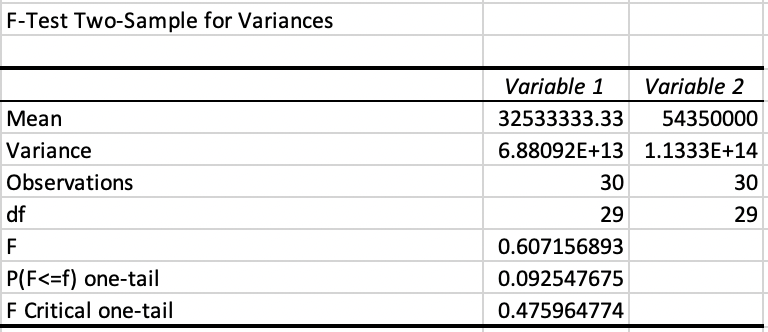 F-Test Two-Sample for Variances
Variable 1 Variable 2
Mean 32533333.33 54350000
Variance 6.88092E+13 1.1333E+14
Observations 30 30
df 29 29
F 0.607156893
P(F<=f) one-tail 0.092547675
F Critical one-tail 0.475964774